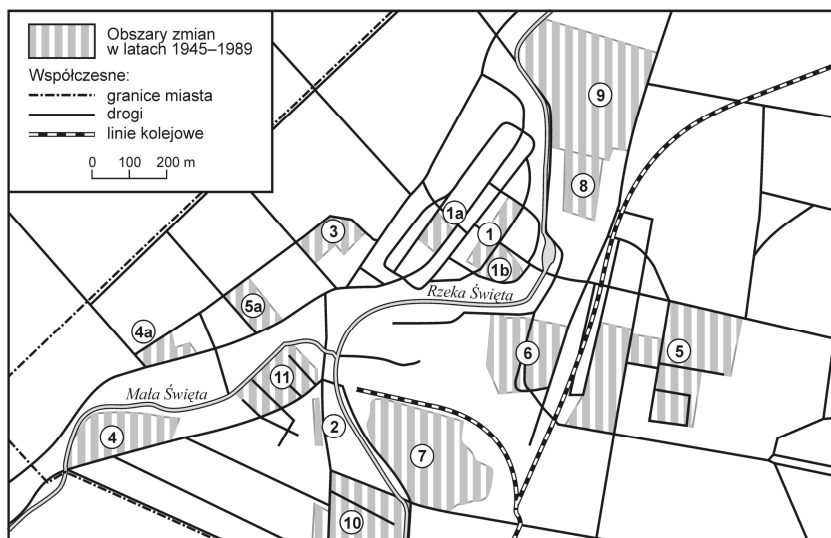 Obszary zmian
w latach 1945–1989
Współczesne:
granice miasta
drogi
linie kolejowe
0 100 200 m
9
8
1a
1
1b
3
Rzeka Święta
5a
4a
6
5
11
Mała Święta
4
2
7
10